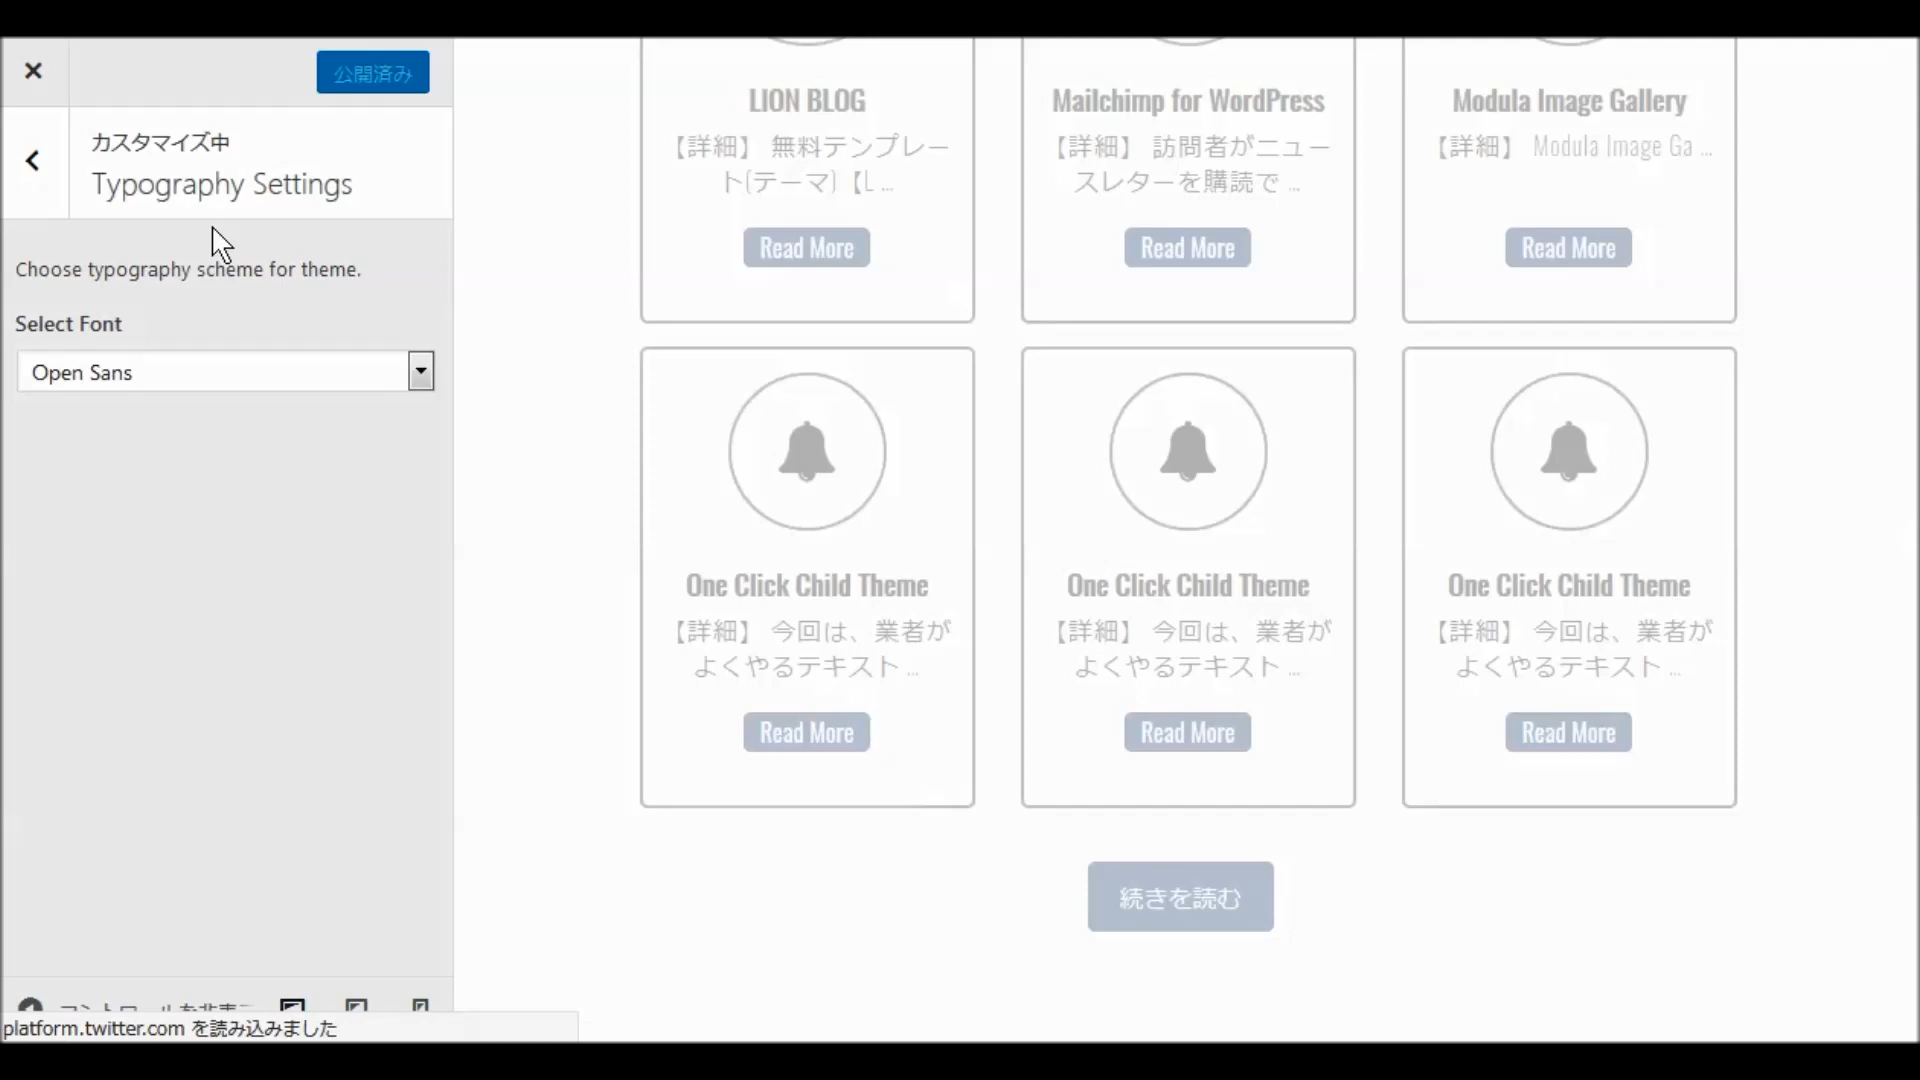 公開済み
カスタマイズ中
Typography Settings
Choose typography scheme for theme.
Select Font
Open Sans
LION BLOG
【詳細】 無料テンプレー
ト(テーマ)【L ...
Read More
Mailchimp for WordPress
【詳細】 訪問者がニュー
スレターを購読で ...
Read More
Modula Image Gallery
【詳細】 Modula Image Ga ...
Read More
One Click Child Theme
【詳細】 今回は、業者が
よくやるテキスト ...
Read More
One Click Child Theme
【詳細】 今回は、業者が
よくやるテキスト ...
Read More
One Click Child Theme
【詳細】 今回は、業者が
よくやるテキスト ...
Read More
続きを読む
platform.twitter.com を読み込みました